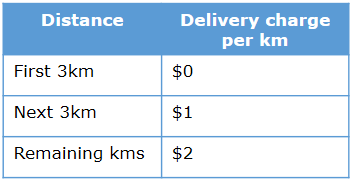 Distance
Delivery charge
per km
First 3km
$0
Next 3km
$1
Remaining kms
$2